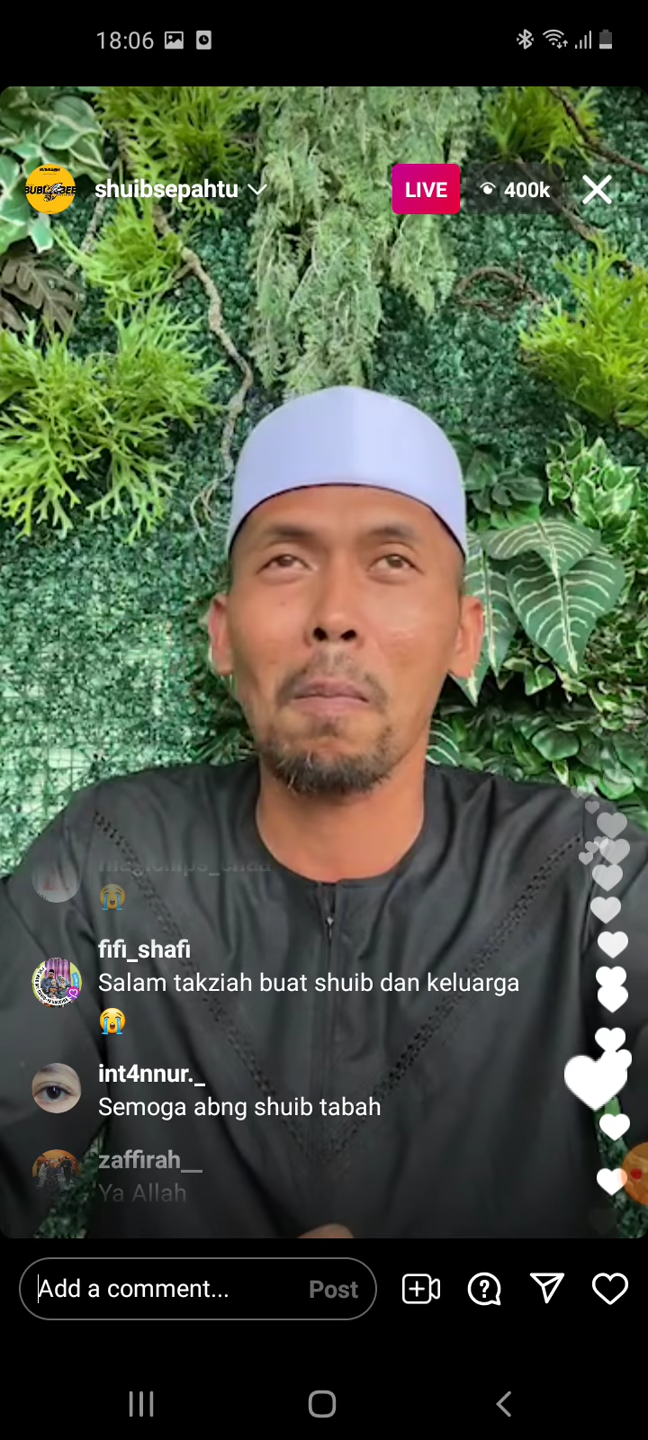 18:06
shuibsepahtu
LIVE
400k
fifi_shafi
Salam takziah buat shuib dan keluarga
😭
int4nnur._
Semoga abng shuib tabah
zaffirah__
Ya Allah
Add a comment...
Post